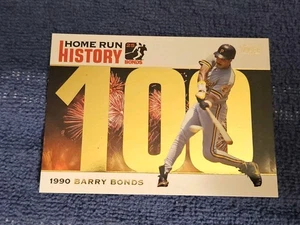 HOME RUN
HISTORY
BONDS
100
1990 BARRY BONDS